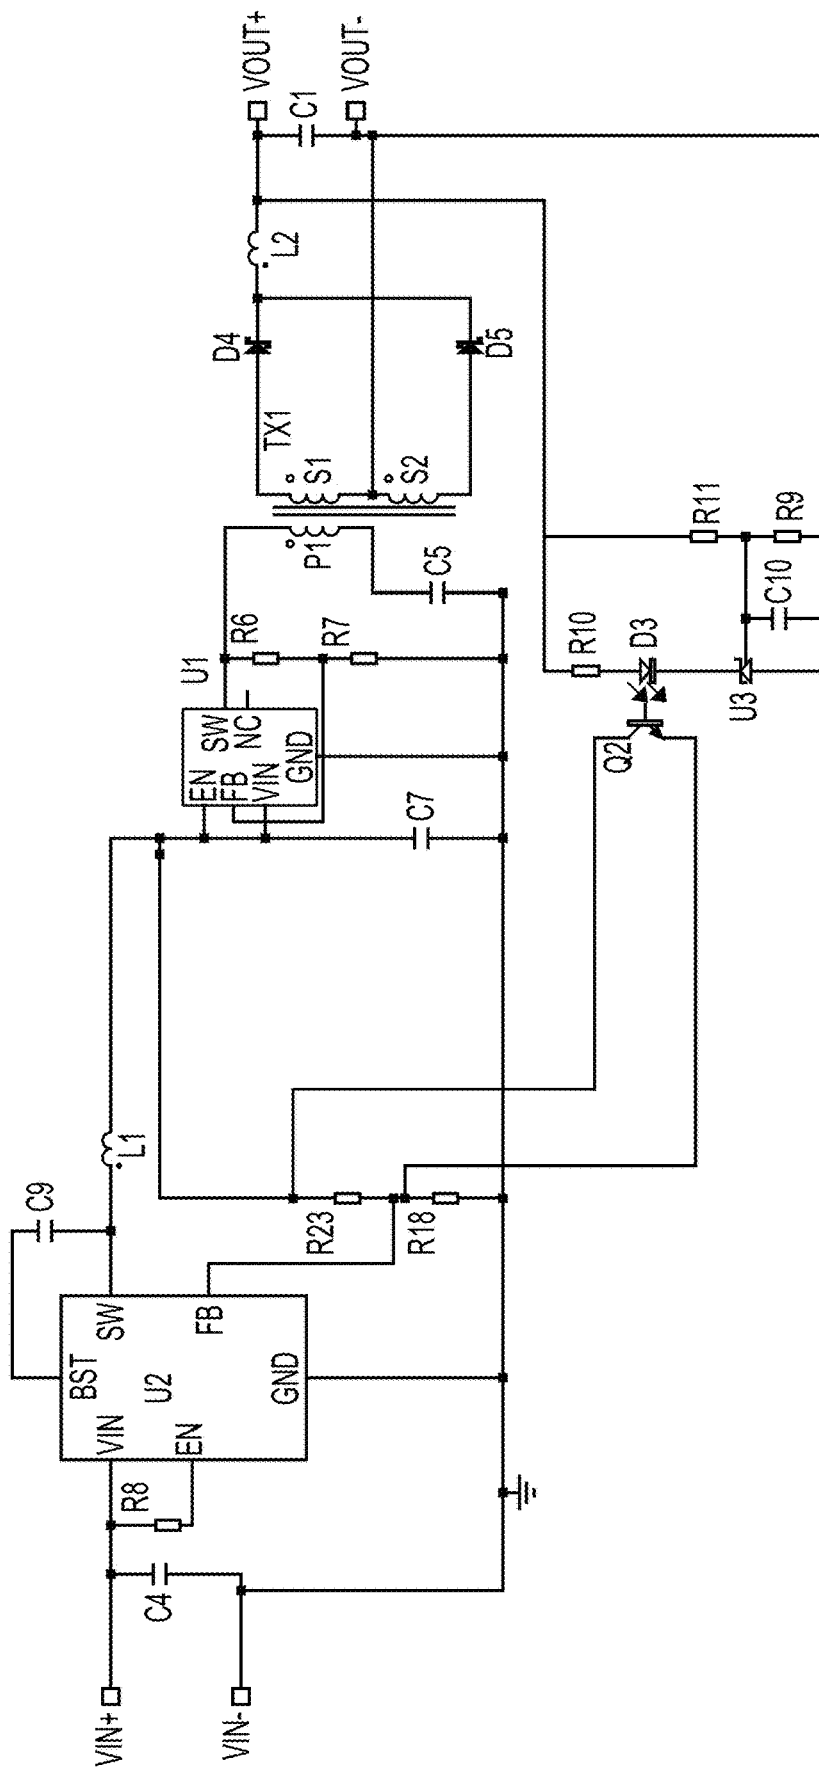 VIN+
VIN-
C4
R8
VIN
BST
SW
U2
EN
FB
GND
C9
L1
R23
R18
C7
U1
EN
SW
FB
NC
VIN
GND
R6
R7
C5
P1
S1
S2
TX1
D4
D5
L2
C1
VOUT+
VOUT-
Q2
D3
R10
U3
C10
R11
R9